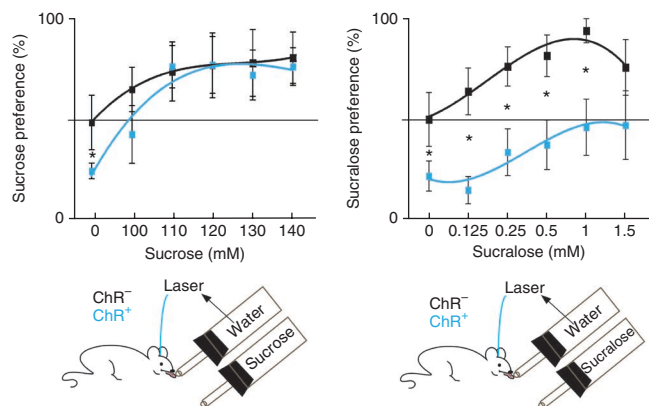 100
Sucrose preference (%)
0
*
0 100 110 120 130 140
Sucrose (mM)
100
Sucralose preference (%)
0
* * * * *
0 0.125 0.25 0.5 1 1.5
Sucralose (mM)
ChR⁻
ChR⁺
Laser
Water
Sucrose
ChR⁻
ChR⁺
Laser
Water
Sucralose